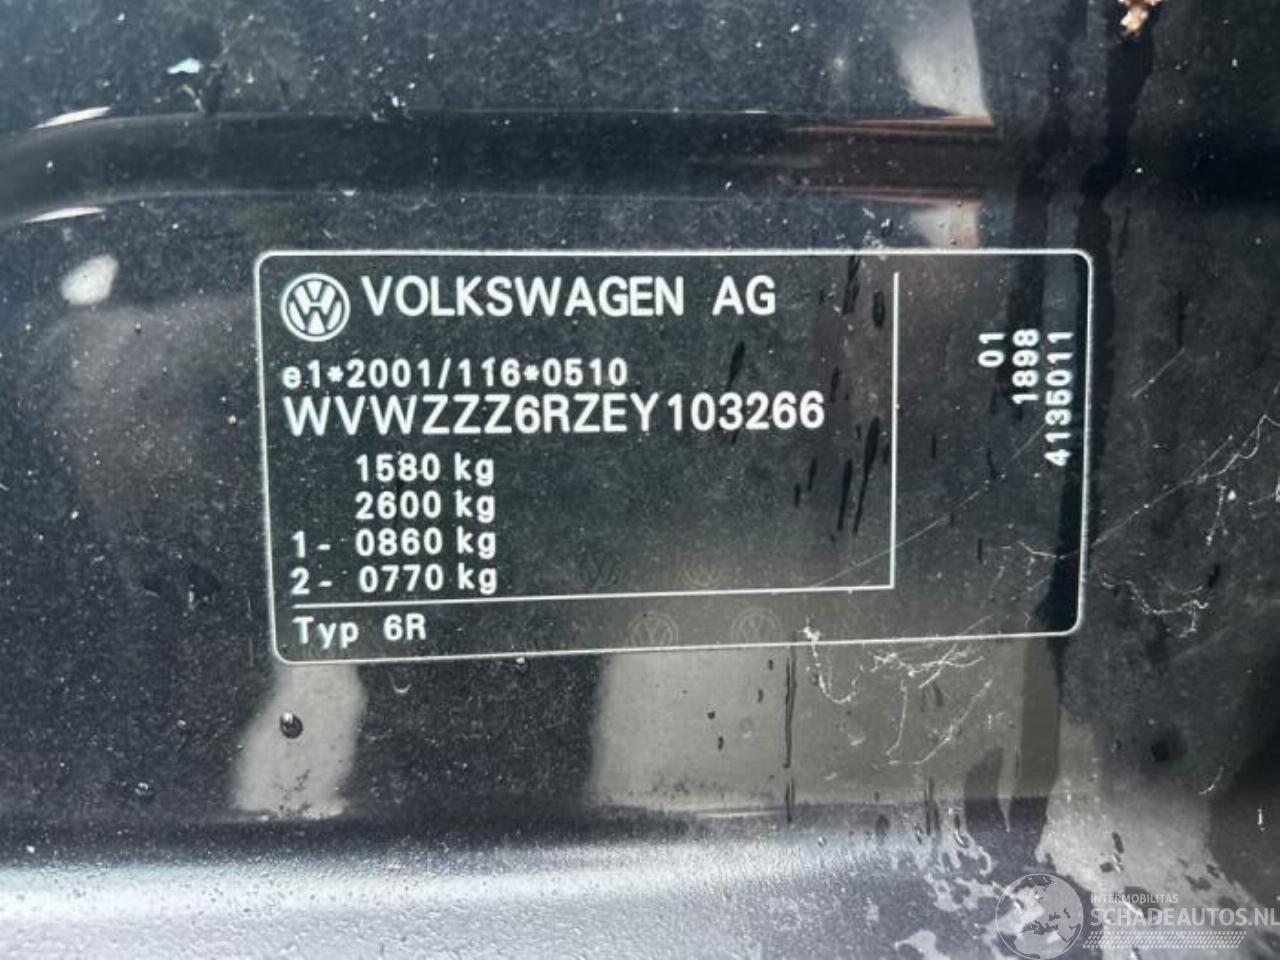 VOLKSWAGEN AG
e1*2001/116*0510
WVWZZZ6RZEY103266
1580 kg
2600 kg
1- 0860 kg
2- 0770 kg
Typ 6R
01
1898
4135011
INTERMOBILITAS
SCHADEAUTOS.NL